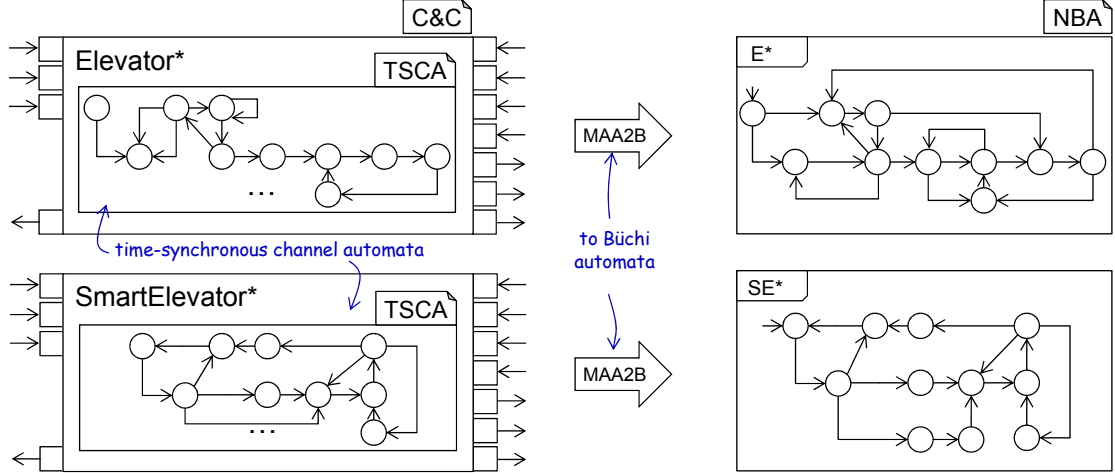 C&C
NBA
Elevator*
TSCA
E*
MAA2B
. . .
time-synchronous channel automata
to Büchi
automata
SmartElevator*
TSCA
SE*
MAA2B
. . .